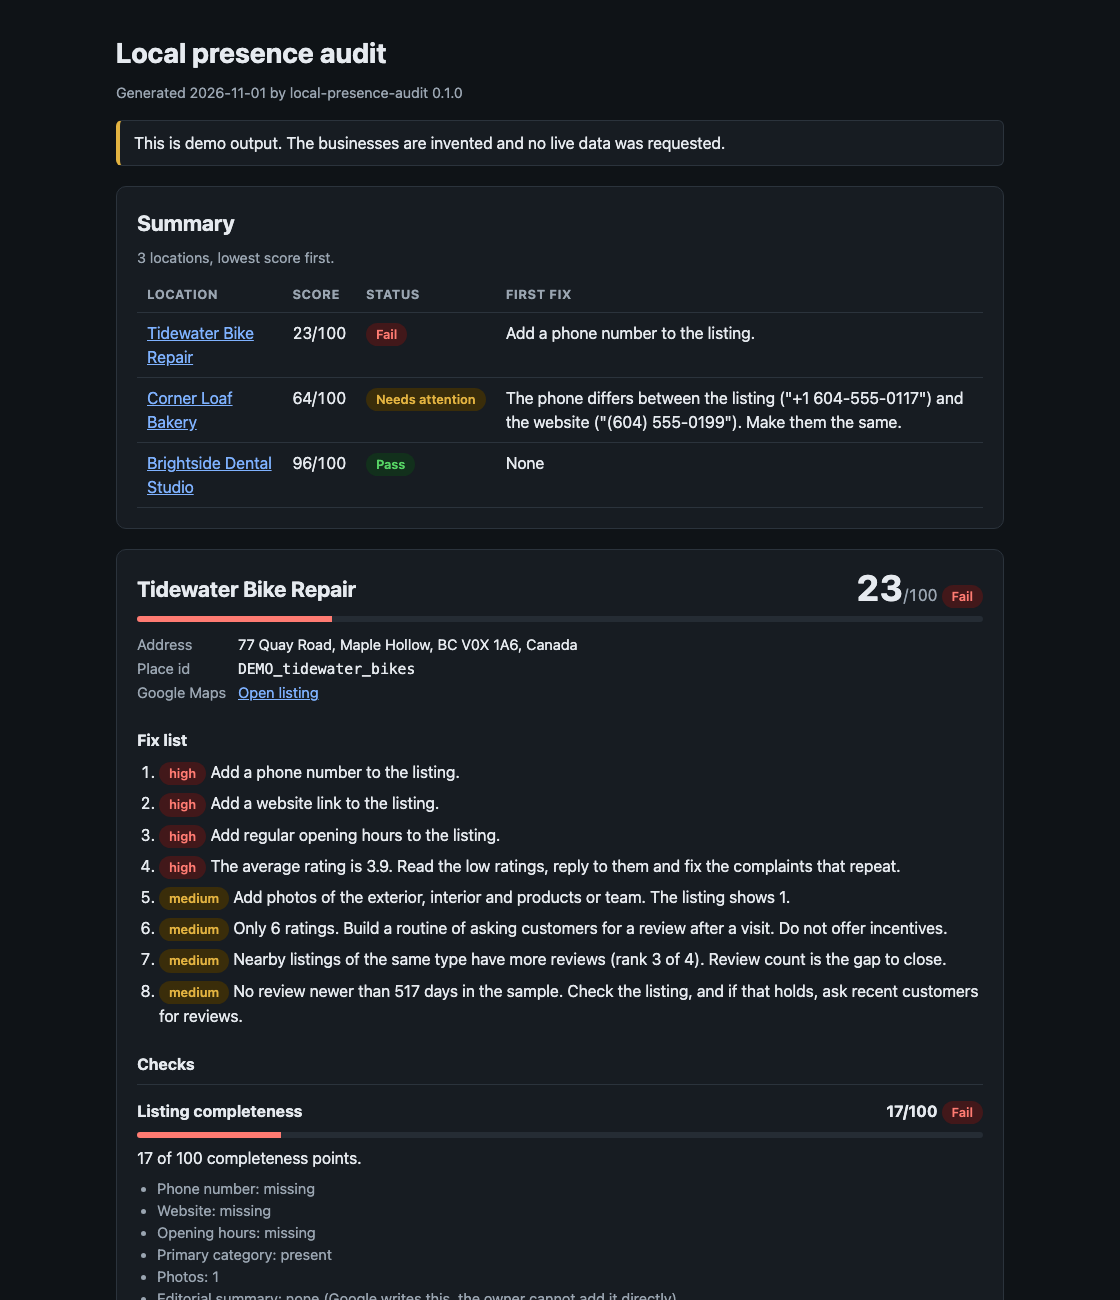 Local presence audit
Generated 2026-11-01 by local-presence-audit 0.1.0
This is demo output. The businesses are invented and no live data was requested.
Summary
3 locations, lowest score first.
LOCATION SCORE STATUS FIRST FIX
Tidewater Bike Repair 23/100 Fail Add a phone number to the listing.
Corner Loaf Bakery 64/100 Needs attention The phone differs between the listing ("+1 604-555-0117") and the website ("(604) 555-0199"). Make them the same.
Brightside Dental Studio 96/100 Pass None
Tidewater Bike Repair 23/100 Fail
Address 77 Quay Road, Maple Hollow, BC V0X 1A6, Canada
Place id DEMO_tidewater_bikes
Google Maps Open listing
Fix list
1. high Add a phone number to the listing.
2. high Add a website link to the listing.
3. high Add regular opening hours to the listing.
4. high The average rating is 3.9. Read the low ratings, reply to them and fix the complaints that repeat.
5. medium Add photos of the exterior, interior and products or team. The listing shows 1.
6. medium Only 6 ratings. Build a routine of asking customers for a review after a visit. Do not offer incentives.
7. medium Nearby listings of the same type have more reviews (rank 3 of 4). Review count is the gap to close.
8. medium No review newer than 517 days in the sample. Check the listing, and if that holds, ask recent customers
for reviews.
Checks
Listing completeness 17/100 Fail
17 of 100 completeness points.
• Phone number: missing
• Website: missing
• Opening hours: missing
• Primary category: present
• Photos: 1
• Editorial summary: none (Google writes this, the owner cannot add it directly)